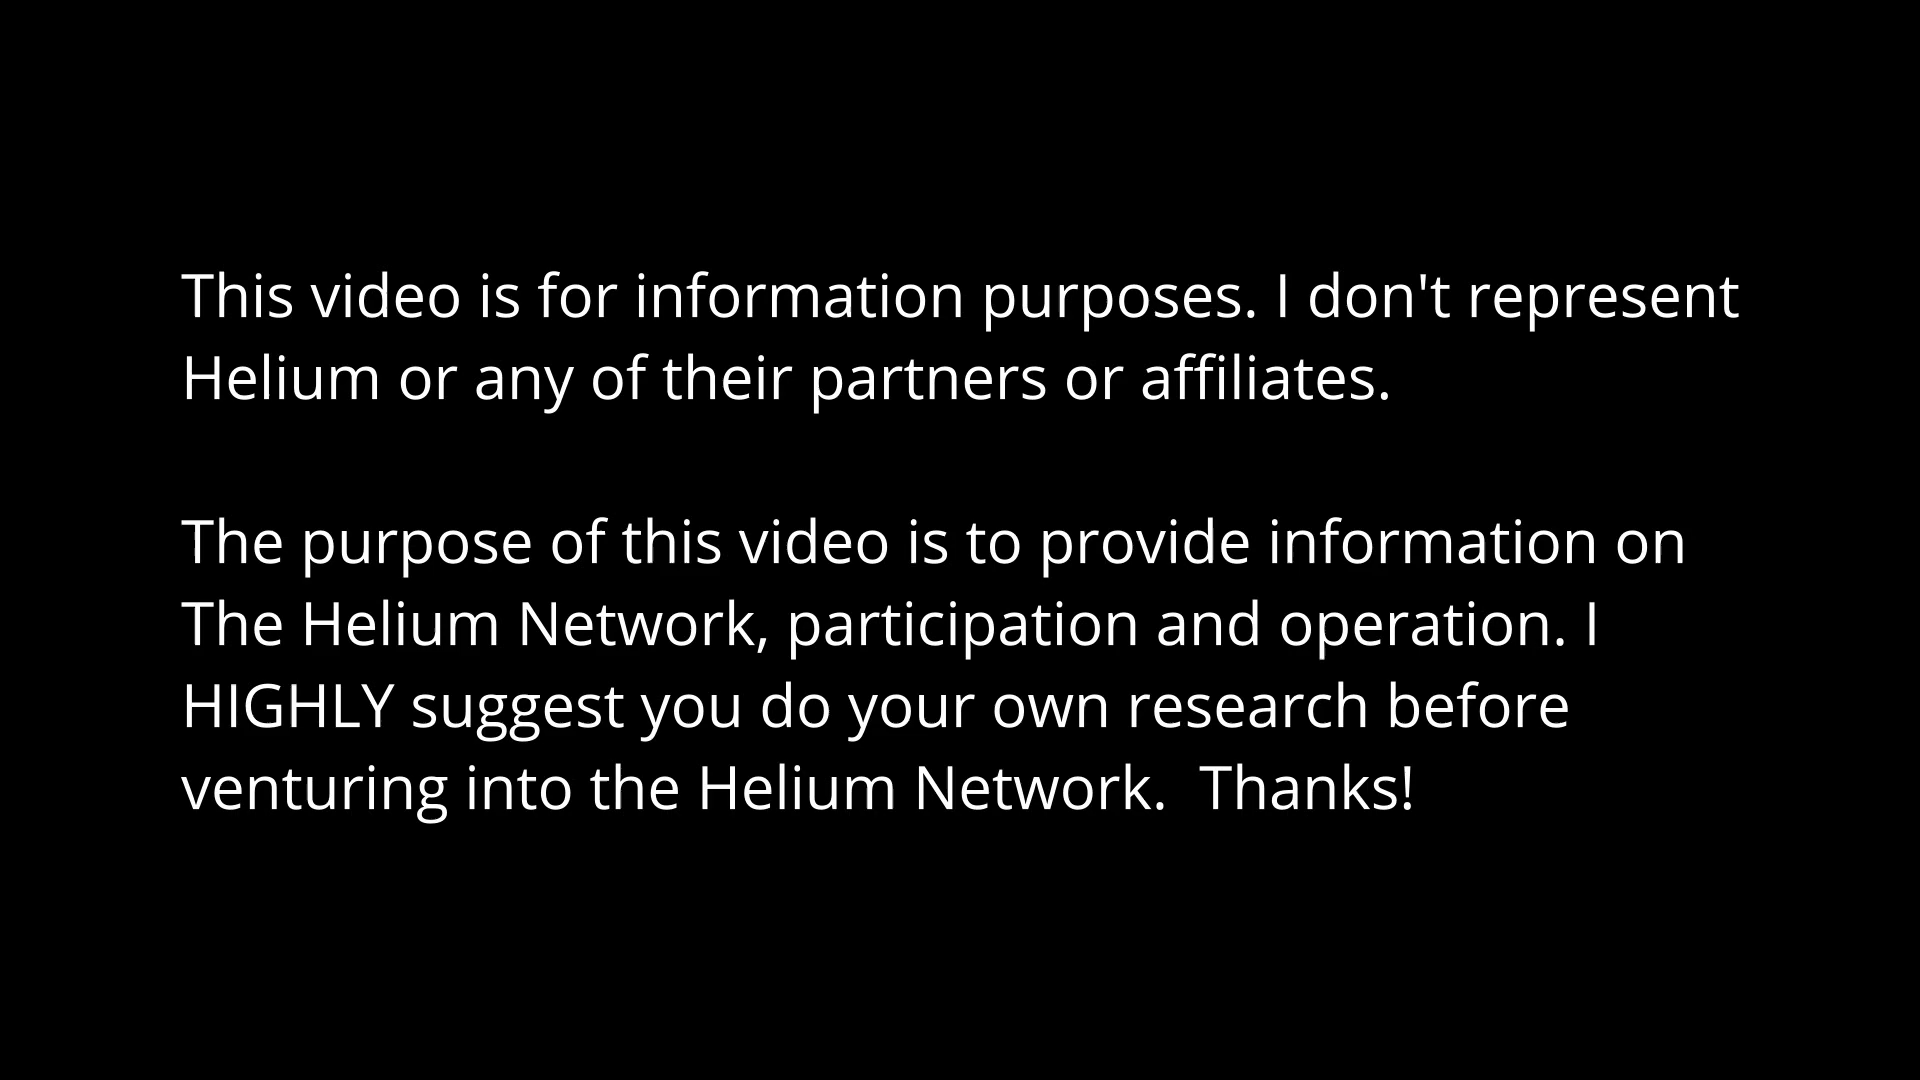 This video is for information purposes. I don't represent
Helium or any of their partners or affiliates.
The purpose of this video is to provide information on
The Helium Network, participation and operation. I
HIGHLY suggest you do your own research before
venturing into the Helium Network.  Thanks!